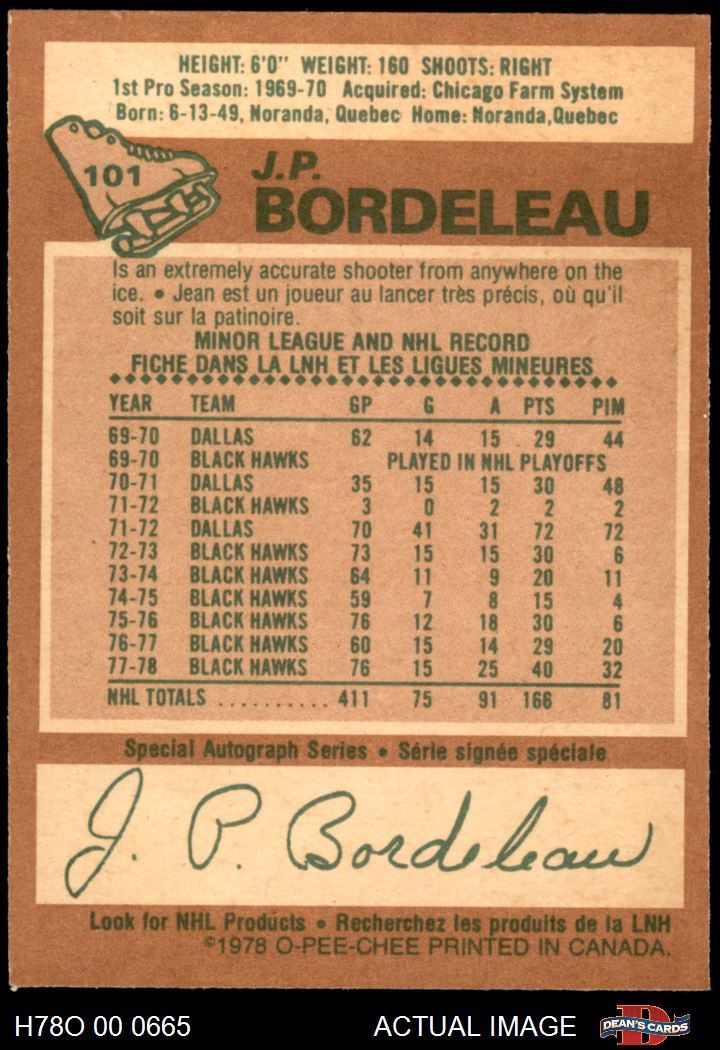 HEIGHT: 6'0" WEIGHT: 160 SHOOTS: RIGHT
1st Pro Season: 1969-70 Acquired: Chicago Farm System
Born: 6-13-49, Noranda, Quebec Home: Noranda,Quebec
101
J.P.
BORDELEAU
Is an extremely accurate shooter from anywhere on the
ice. • Jean est un joueur au lancer très précis, où qu'il
soit sur la patinoire.
MINOR LEAGUE AND NHL RECORD
FICHE DANS LA LNH ET LES LIGUES MINEURES
YEAR TEAM GP G A PTS PIM
69-70 DALLAS 62 14 15 29 44
69-70 BLACK HAWKS PLAYED IN NHL PLAYOFFS
70-71 DALLAS 35 15 15 30 48
71-72 BLACK HAWKS 3 0 2 2 2
71-72 DALLAS 70 41 31 72 72
72-73 BLACK HAWKS 73 15 15 30 6
73-74 BLACK HAWKS 64 11 9 20 11
74-75 BLACK HAWKS 59 7 8 15 4
75-76 BLACK HAWKS 76 12 18 30 6
76-77 BLACK HAWKS 60 15 14 29 20
77-78 BLACK HAWKS 76 15 25 40 32
NHL TOTALS .......... 411 75 91 166 81
Special Autograph Series • Série signée spéciale
J. P. Bordeleau
Look for NHL Products • Recherchez les produits de la LNH
©1978 O-PEE-CHEE PRINTED IN CANADA.
H78O 00 0665 ACTUAL IMAGE D DEAN'S CARDS